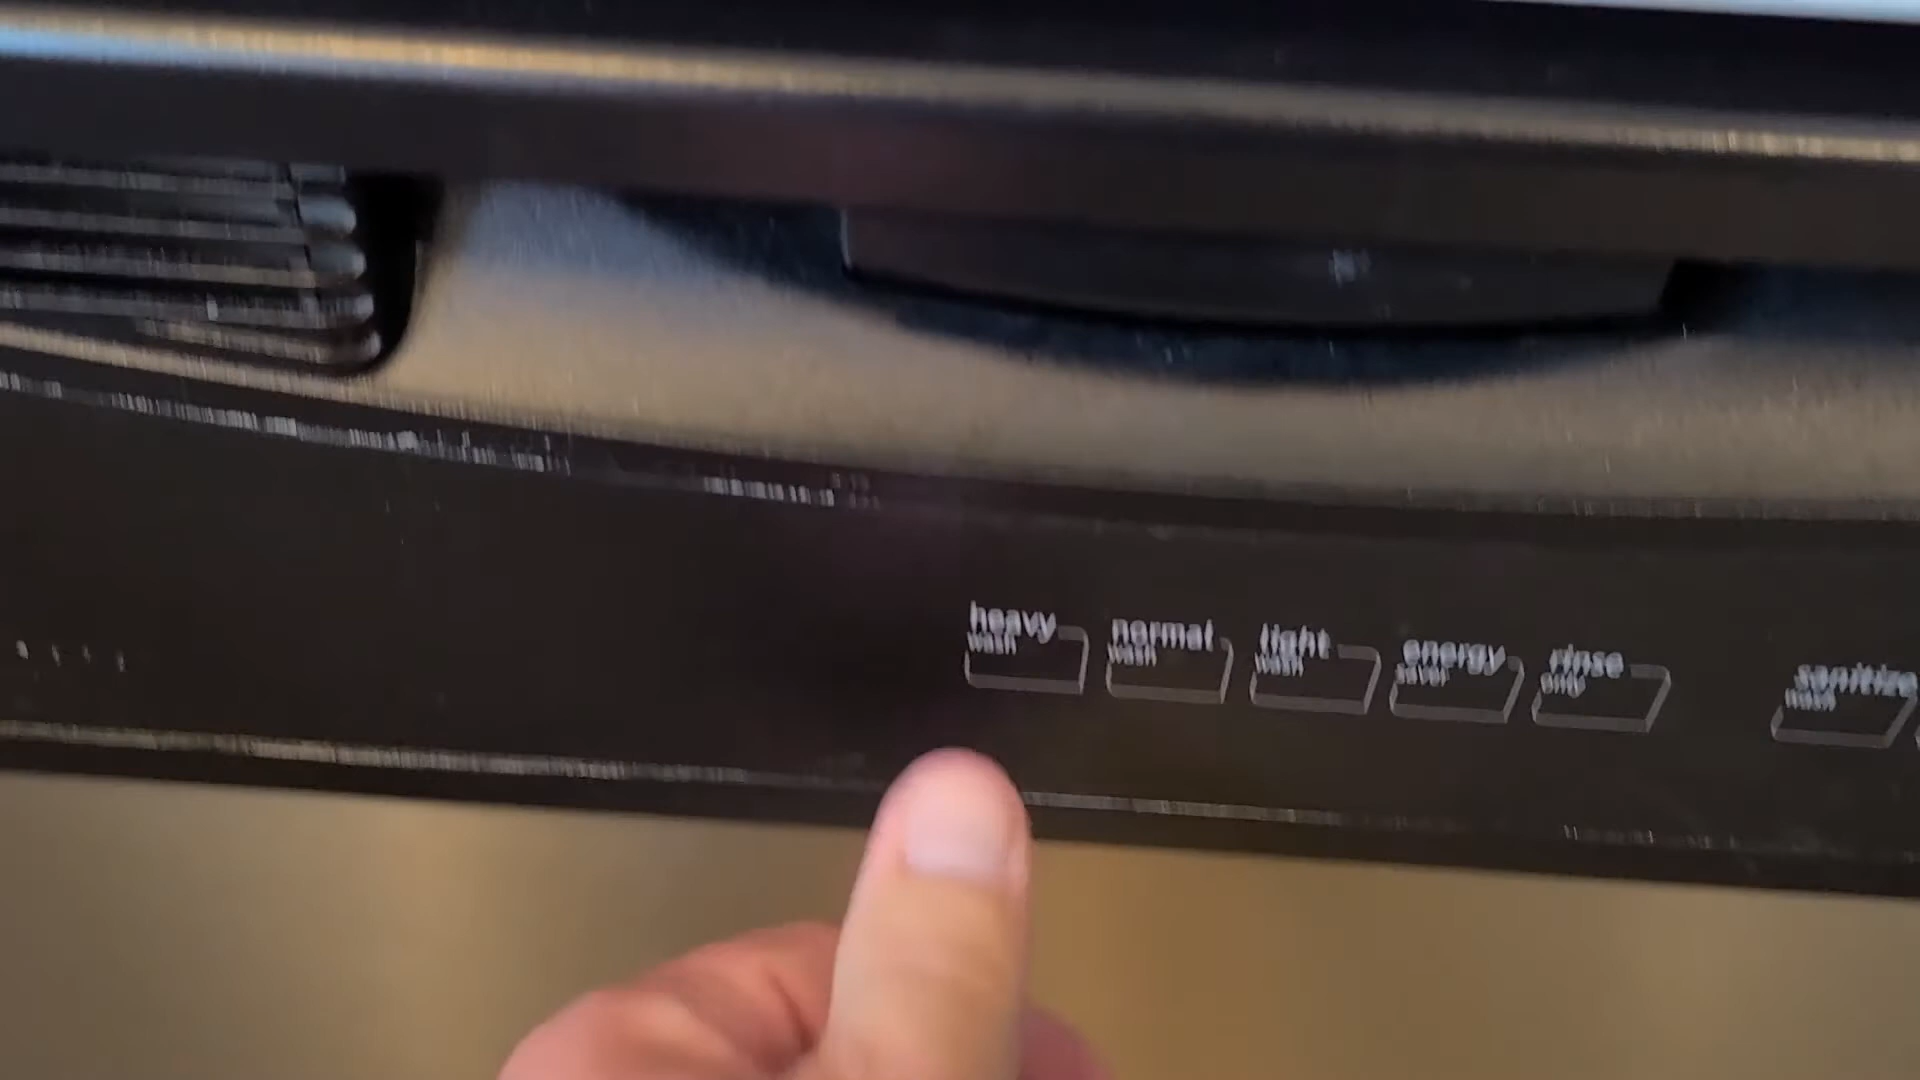 heavy
wash
normal
wash
light
wash
energy
saver
rinse
only
sanitize
wash